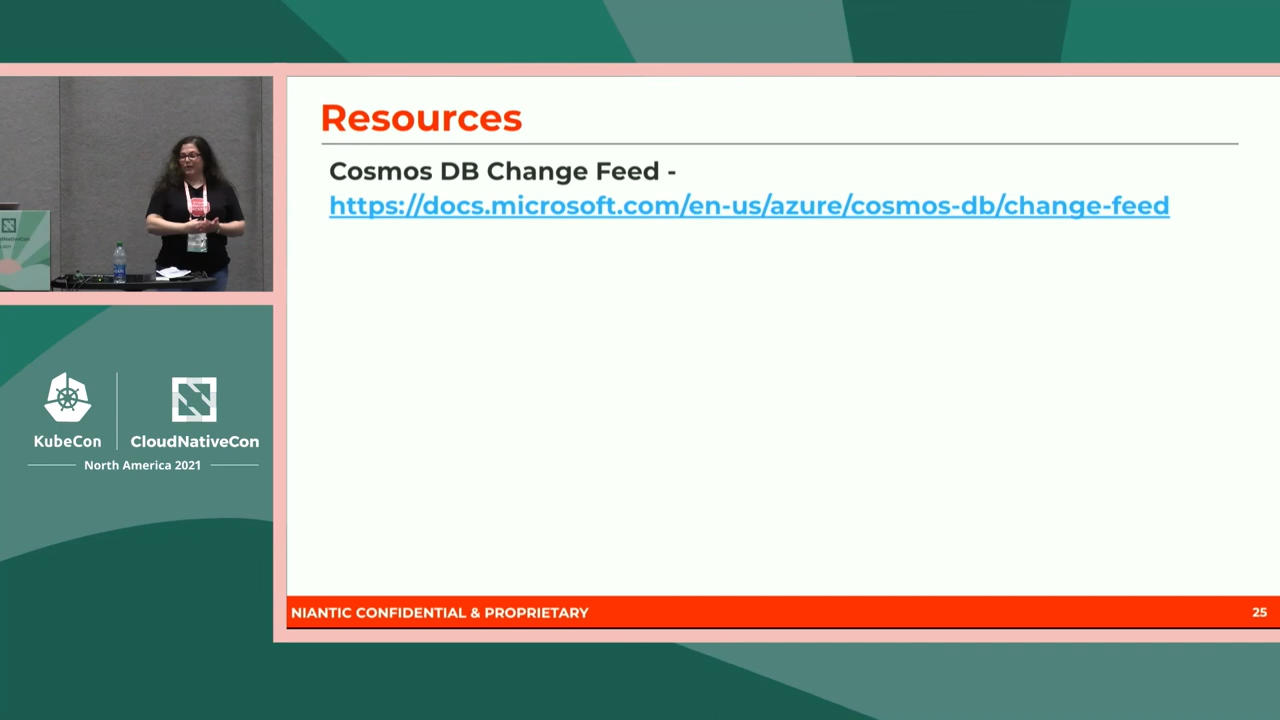 Resources
Cosmos DB Change Feed -
https://docs.microsoft.com/en-us/azure/cosmos-db/change-feed
KubeCon
CloudNativeCon
North America 2021
NIANTIC CONFIDENTIAL & PROPRIETARY
25